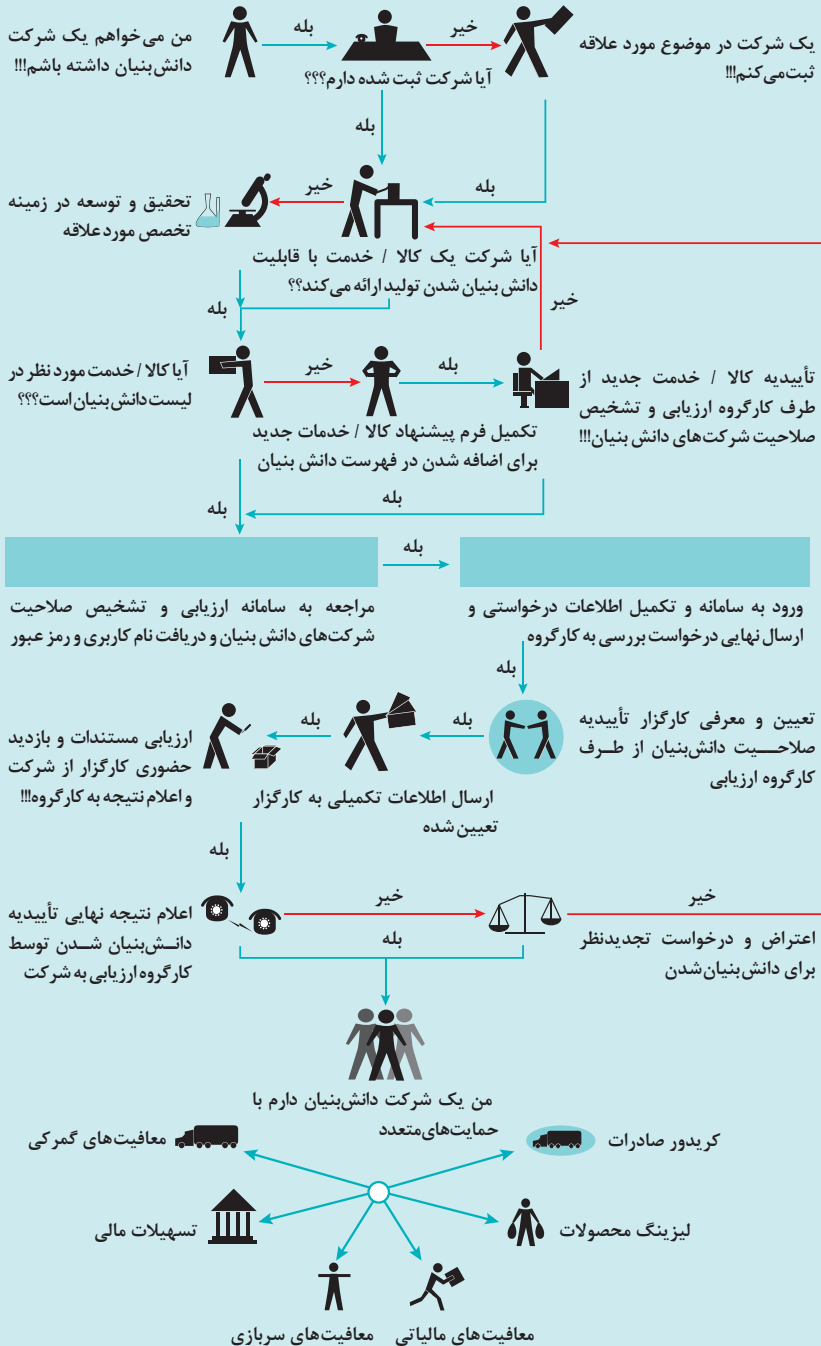 من می‌خواهم یک شرکت
دانش‌بنیان داشته باشم!!!
بله
خیر
آیا شرکت ثبت شده دارم؟؟؟
یک شرکت در موضوع مورد علاقه
ثبت‌می‌کنم!!!
بله
بله
خیر
تحقیق و توسعه در زمینه
تخصص مورد علاقه
آیا شرکت یک کالا / خدمت با قابلیت
دانش بنیان شدن تولید ارائه می‌کند؟؟
خیر
بله
آیا کالا / خدمت مورد نظر در
لیست دانش بنیان است؟؟؟
خیر
بله
تکمیل فرم پیشنهاد کالا / خدمات جدید
برای اضافه شدن در فهرست دانش بنیان
تأییدیه کالا / خدمت جدید از
طرف کارگروه ارزیابی و تشخیص
صلاحیت شرکت‌های دانش بنیان!!!
بله
بله
بله
مراجعه به سامانه ارزیابی و تشخیص صلاحیت
شرکت‌های دانش بنیان و دریافت نام کاربری و رمز عبور
ورود به سامانه و تکمیل اطلاعات درخواستی و
ارسال نهایی درخواست بررسی به کارگروه
بله
تعیین و معرفی کارگزار تأییدیه
صلاحـــیت دانش‌بنیان از طــرف
کارگروه ارزیابی
بله
ارسال اطلاعات تکمیلی به کارگزار
تعیین شده
بله
ارزیابی مستندات و بازدید
حضوری کارگزار از شرکت
و اعلام نتیجه به کارگروه!!!
بله
اعلام نتیجه نهایی تأییدیه
دانــش‌بنیان شــدن توسط
کارگروه ارزیابی به شرکت
خیر
بله
خیر
اعتراض و درخواست تجدیدنظر
برای دانش‌بنیان‌شدن
من یک شرکت دانش‌بنیان دارم با
حمایت‌های‌متعدد
کریدور صادرات
معافیت‌های گمرکی
لیزینگ محصولات
تسهیلات مالی
معافیت‌های مالیاتی
معافیت‌های سربازی